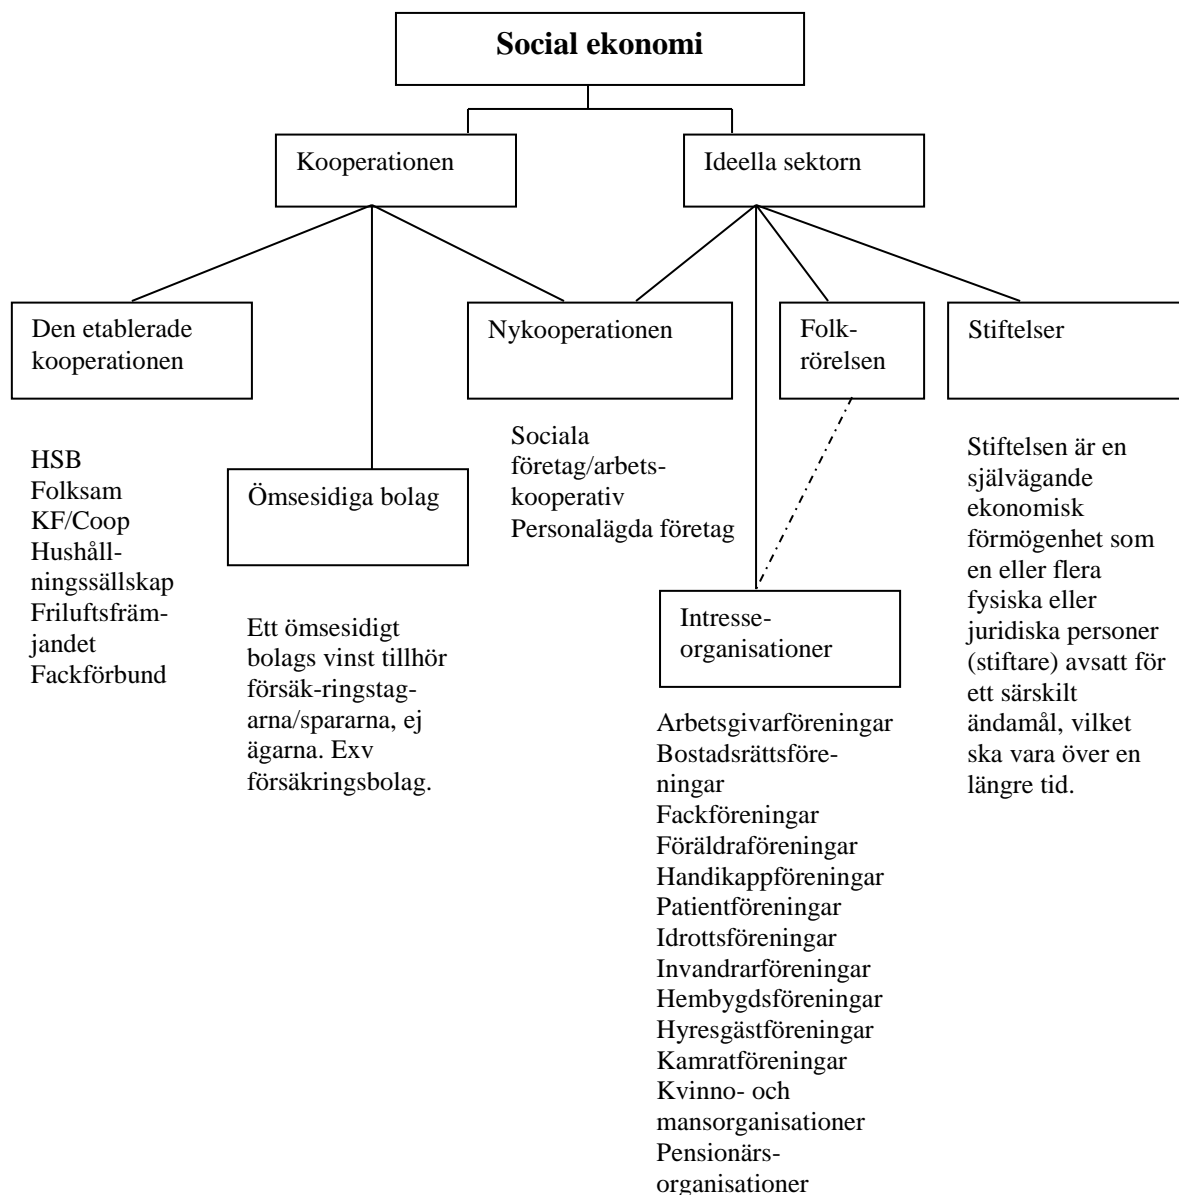 Social ekonomi
Kooperationen
Ideella sektorn
Den etablerade
kooperationen
Nykooperationen
Folk-
rörelsen
Stiftelser
HSB
Folksam
KF/Coop
Hushåll-
ningssällskap
Friluftsfräm-
jandet
Fackförbund
Ömsesidiga bolag
Ett ömsesidigt
bolags vinst tillhör
försäk-ringstag-
arna/spararna, ej
ägarna. Exv
försäkringsbolag.
Sociala
företag/arbets-
kooperativ
Personalägda företag
Intresse-
organisationer
Arbetsgivarföreningar
Bostadsrättsföre-
ningar
Fackföreningar
Föräldraföreningar
Handikappföreningar
Patientföreningar
Idrottsföreningar
Invandrarföreningar
Hembygdsföreningar
Hyresgästföreningar
Kamratföreningar
Kvinno- och
mansorganisationer
Pensionärs-
organisationer
Stiftelsen är en
självägande
ekonomisk
förmögenhet som
en eller flera
fysiska eller
juridiska personer
(stiftare) avsatt för
ett särskilt
ändamål, vilket
ska vara över en
längre tid.